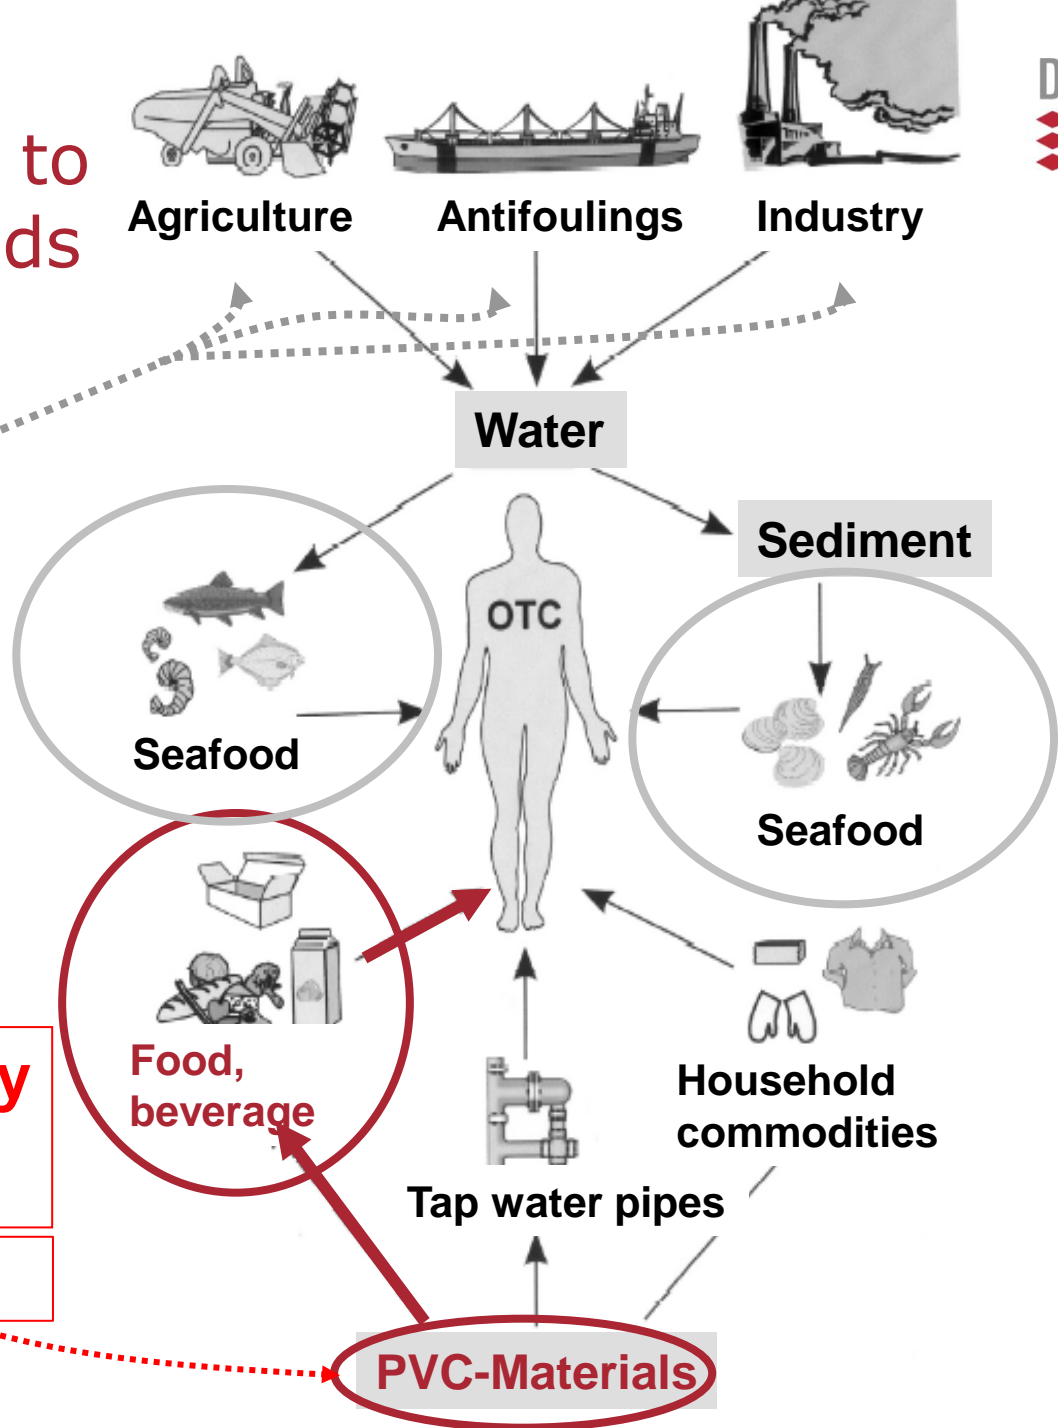 D
to
ds
Agriculture Antifoulings Industry
Water
Sediment
OTC
Seafood
Seafood
Food,
beverage
y
Household
commodities
Tap water pipes
PVC-Materials